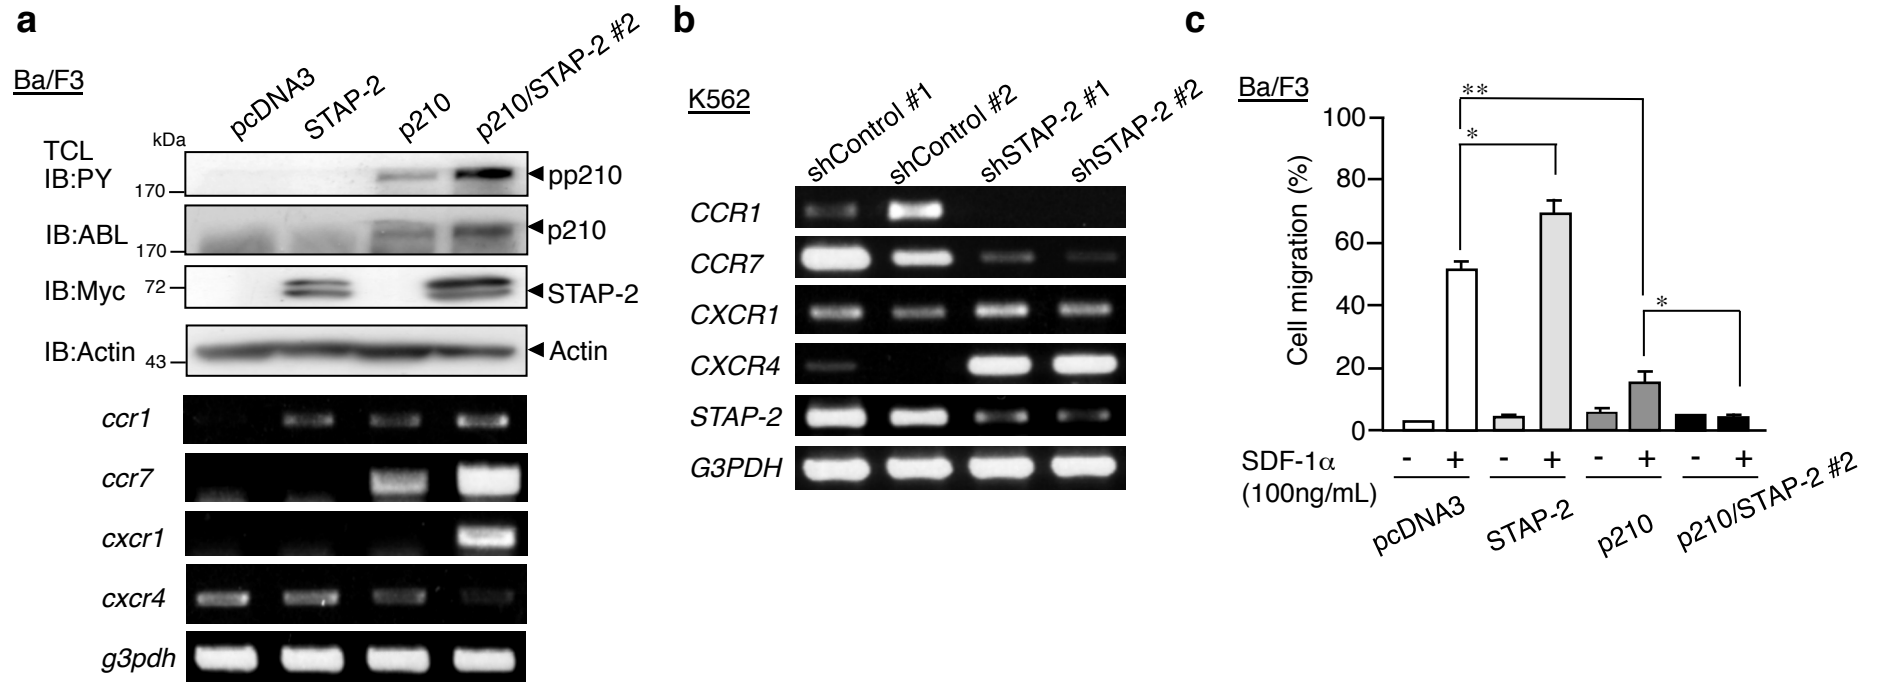 a
Ba/F3
pcDNA3
STAP-2
p210
p210/STAP-2 #2
kDa
TCL
IB:PY
170
pp210
IB:ABL
170
p210
IB:Myc
72
STAP-2
IB:Actin
43
Actin
ccr1
ccr7
cxcr1
cxcr4
g3pdh
b
K562
shControl #1
shControl #2
shSTAP-2 #1
shSTAP-2 #2
CCR1
CCR7
CXCR1
CXCR4
STAP-2
G3PDH
c
Ba/F3
Cell migration (%)
100
80
60
40
20
0
**
*
*
SDF-1α - + - + - + - +
(100ng/mL)
pcDNA3
STAP-2
p210
p210/STAP-2 #2